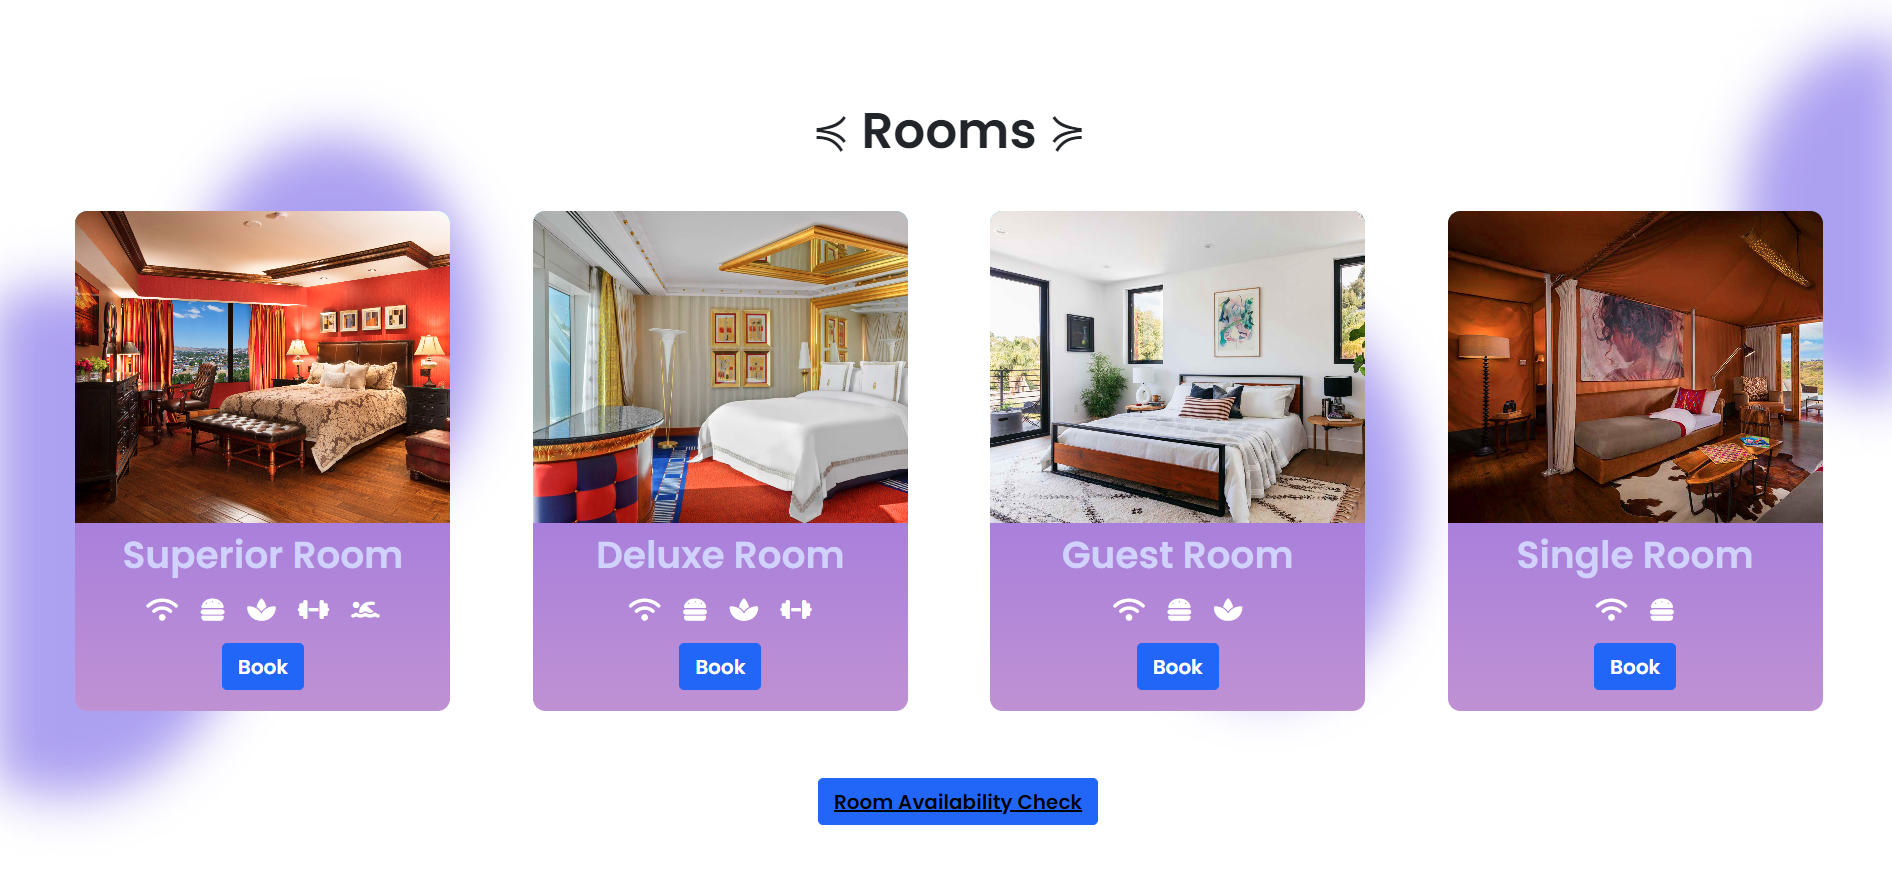 ⪓ Rooms ⪔
Superior Room
Deluxe Room
Guest Room
Single Room
Book
Book
Book
Book
Room Availability Check